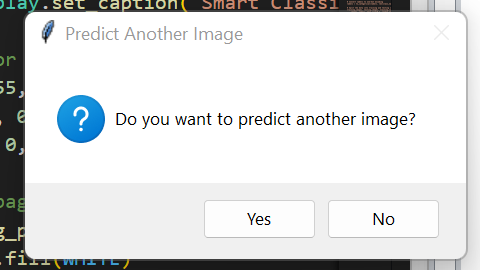 play.set_caption( Smart Classi
Predict Another Image
or
55,
, 0
0,
Do you want to predict another image?
pag
g_p
Yes
No
.fill(WHITE)